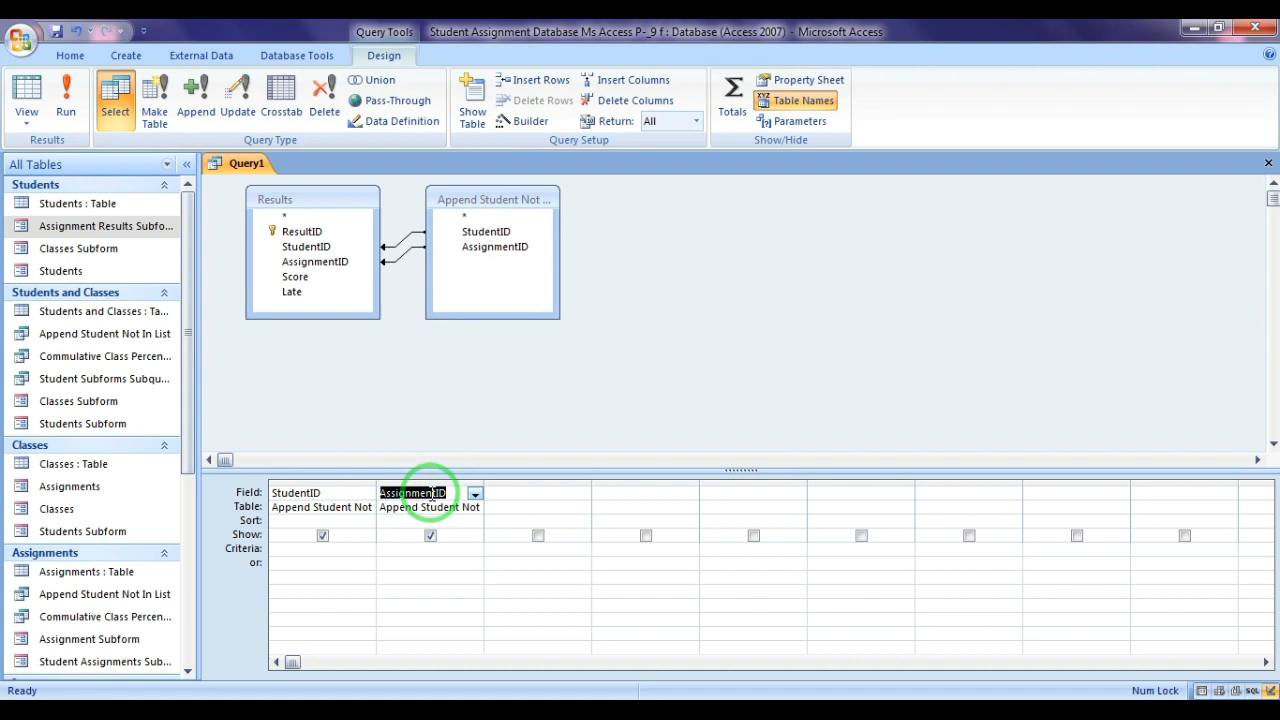 Query Tools
Student Assignment Database Ms Access P-_9 f : Database (Access 2007) - Microsoft Access
Home
Create
External Data
Database Tools
Design
View
Run
Results
Select
Make Table
Append
Update
Crosstab
Delete
Union
Pass-Through
Data Definition
Query Type
Show Table
Insert Rows
Delete Rows
Builder
Insert Columns
Delete Columns
Return: All
Query Setup
Totals
Property Sheet
Table Names
Parameters
Show/Hide
All Tables
Students
Students : Table
Assignment Results Subfo...
Classes Subform
Students
Students and Classes
Students and Classes : Ta...
Append Student Not In List
Commulative Class Percen...
Student Subforms Subqu...
Classes Subform
Students Subform
Classes
Classes : Table
Assignments
Classes
Students Subform
Assignments
Assignments : Table
Append Student Not In List
Commulative Class Percen...
Assignment Subform
Student Assignments Sub...
Query1
Results
*
ResultID
StudentID
AssignmentID
Score
Late
Append Student Not ...
*
StudentID
AssignmentID
Field: StudentID AssignmentID
Table: Append Student Not Append Student Not
Sort:
Show:
Criteria:
or:
Ready
Num Lock
SQL